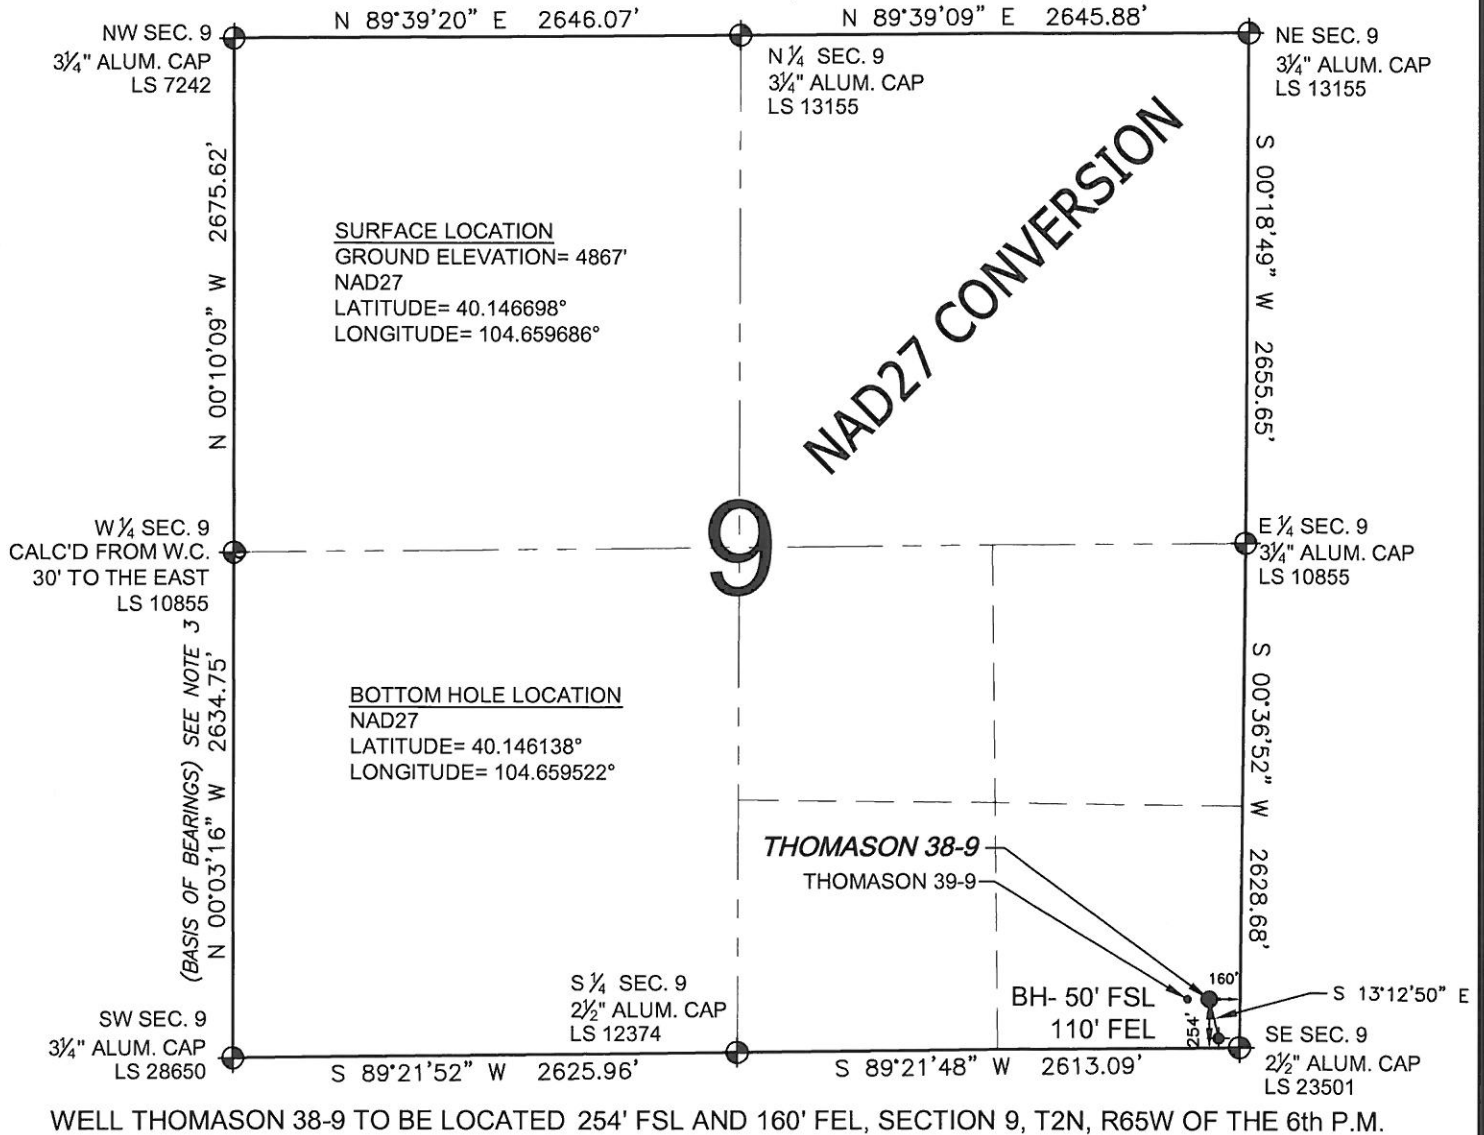 N 89°39'20" E 2646.07'
N 89°39'09" E 2645.88'
NW SEC. 9
3¼" ALUM. CAP
LS 7242
N ¼ SEC. 9
3¼" ALUM. CAP
LS 13155
NE SEC. 9
3¼" ALUM. CAP
LS 13155
N 00°10'09" W 2675.62'
SURFACE LOCATION
GROUND ELEVATION= 4867'
NAD27
LATITUDE= 40.146698°
LONGITUDE= 104.659686°
NAD27 CONVERSION
S 00°18'49" W 2655.65'
W ¼ SEC. 9
CALC'D FROM W.C.
30' TO THE EAST
LS 10855
9
E ¼ SEC. 9
3¼" ALUM. CAP
LS 10855
(BASIS OF BEARINGS) SEE NOTE 3
N 00°03'16" W 2634.75'
BOTTOM HOLE LOCATION
NAD27
LATITUDE= 40.146138°
LONGITUDE= 104.659522°
S 00°36'52" W 2628.68'
THOMASON 38-9
THOMASON 39-9
160'
254'
BH- 50' FSL
110' FEL
S 13°12'50" E
SW SEC. 9
3¼" ALUM. CAP
LS 28650
S ¼ SEC. 9
2½" ALUM. CAP
LS 12374
SE SEC. 9
2½" ALUM. CAP
LS 23501
S 89°21'52" W 2625.96'
S 89°21'48" W 2613.09'
WELL THOMASON 38-9 TO BE LOCATED 254' FSL AND 160' FEL, SECTION 9, T2N, R65W OF THE 6th P.M.